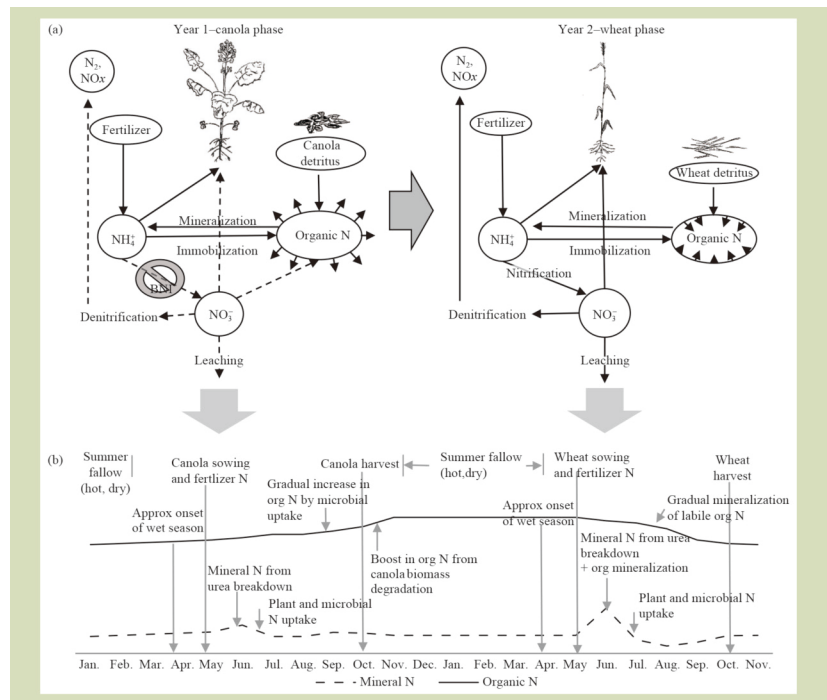 (a)
Year 1–canola phase
Year 2–wheat phase
N2,
NOx
Fertilizer
Canola
detritus
Mineralization
NH4+
Immobilization
Organic N
BNI
Denitrification
NO3−
Leaching
N2,
NOx
Fertilizer
Wheat detritus
Mineralization
NH4+
Immobilization
Organic N
Nitrification
Denitrification
NO3−
Leaching
(b)
Summer
fallow
(hot, dry)
Canola sowing
and fertlizer N
Canola harvest
Summer fallow
(hot,dry)
Wheat sowing
and fertilizer N
Wheat
harvest
Approx onset
of wet season
Gradual increase in
org N by microbial
uptake
Approx onset
of wet season
Gradual mineralization
of labile org N
Mineral N from
urea breakdown
Boost in org N from
canola biomass
degradation
Mineral N from urea
breakdown
+ org mineralization
Plant and microbial
N uptake
Plant and microbial N
uptake
Jan. Feb. Mar. Apr. May Jun. Jul. Aug. Sep. Oct. Nov. Dec. Jan. Feb. Mar. Apr. May Jun. Jul. Aug. Sep. Oct. Nov.
Mineral N Organic N